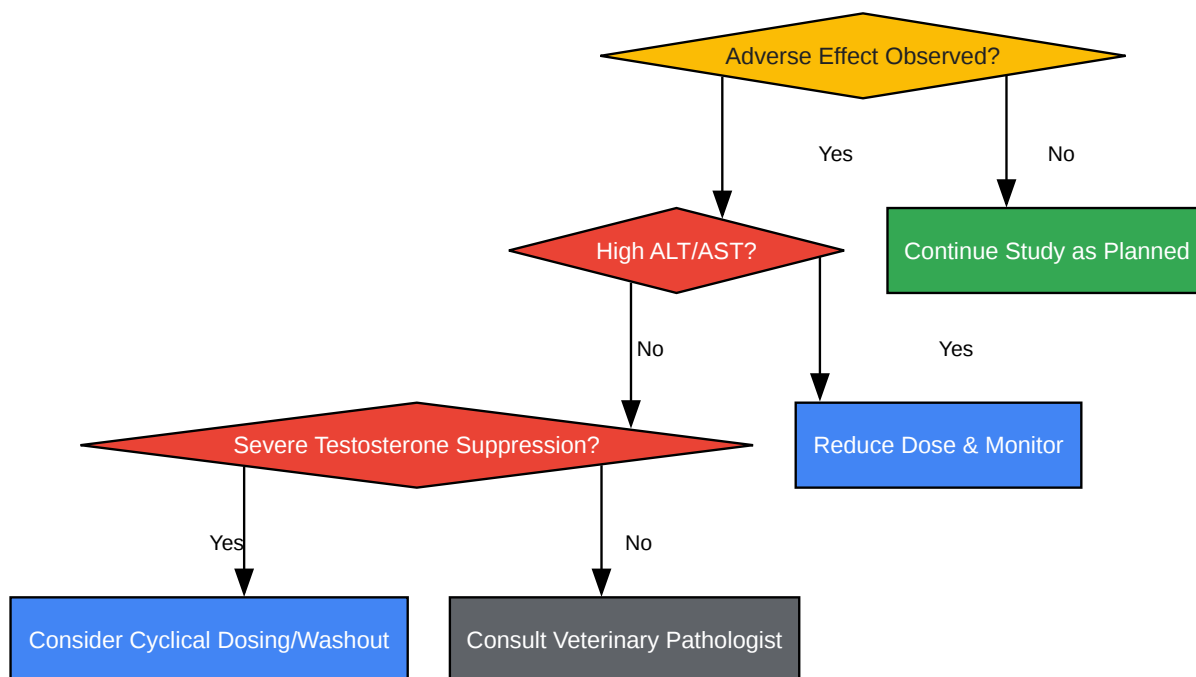 Adverse Effect Observed?
Yes
No
High ALT/AST?
Continue Study as Planned
No
Yes
Severe Testosterone Suppression?
Reduce Dose & Monitor
Yes
No
Consider Cyclical Dosing/Washout
Consult Veterinary Pathologist